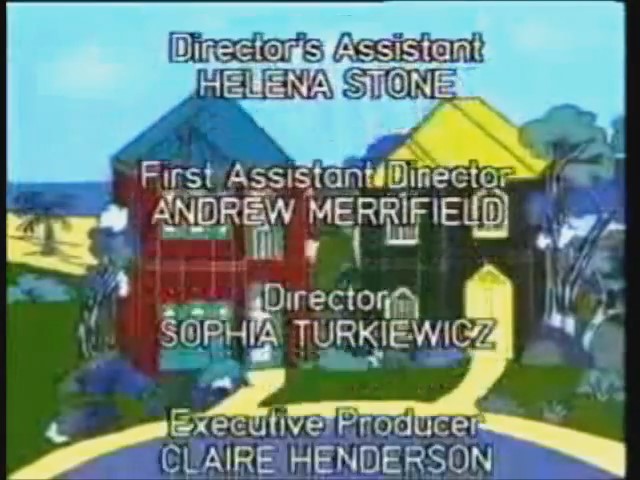 Director's Assistant
HELENA STONE
First Assistant Director
ANDREW MERRIFIELD
Director
SOPHIA TURKIEWICZ
Executive Producer
CLAIRE HENDERSON